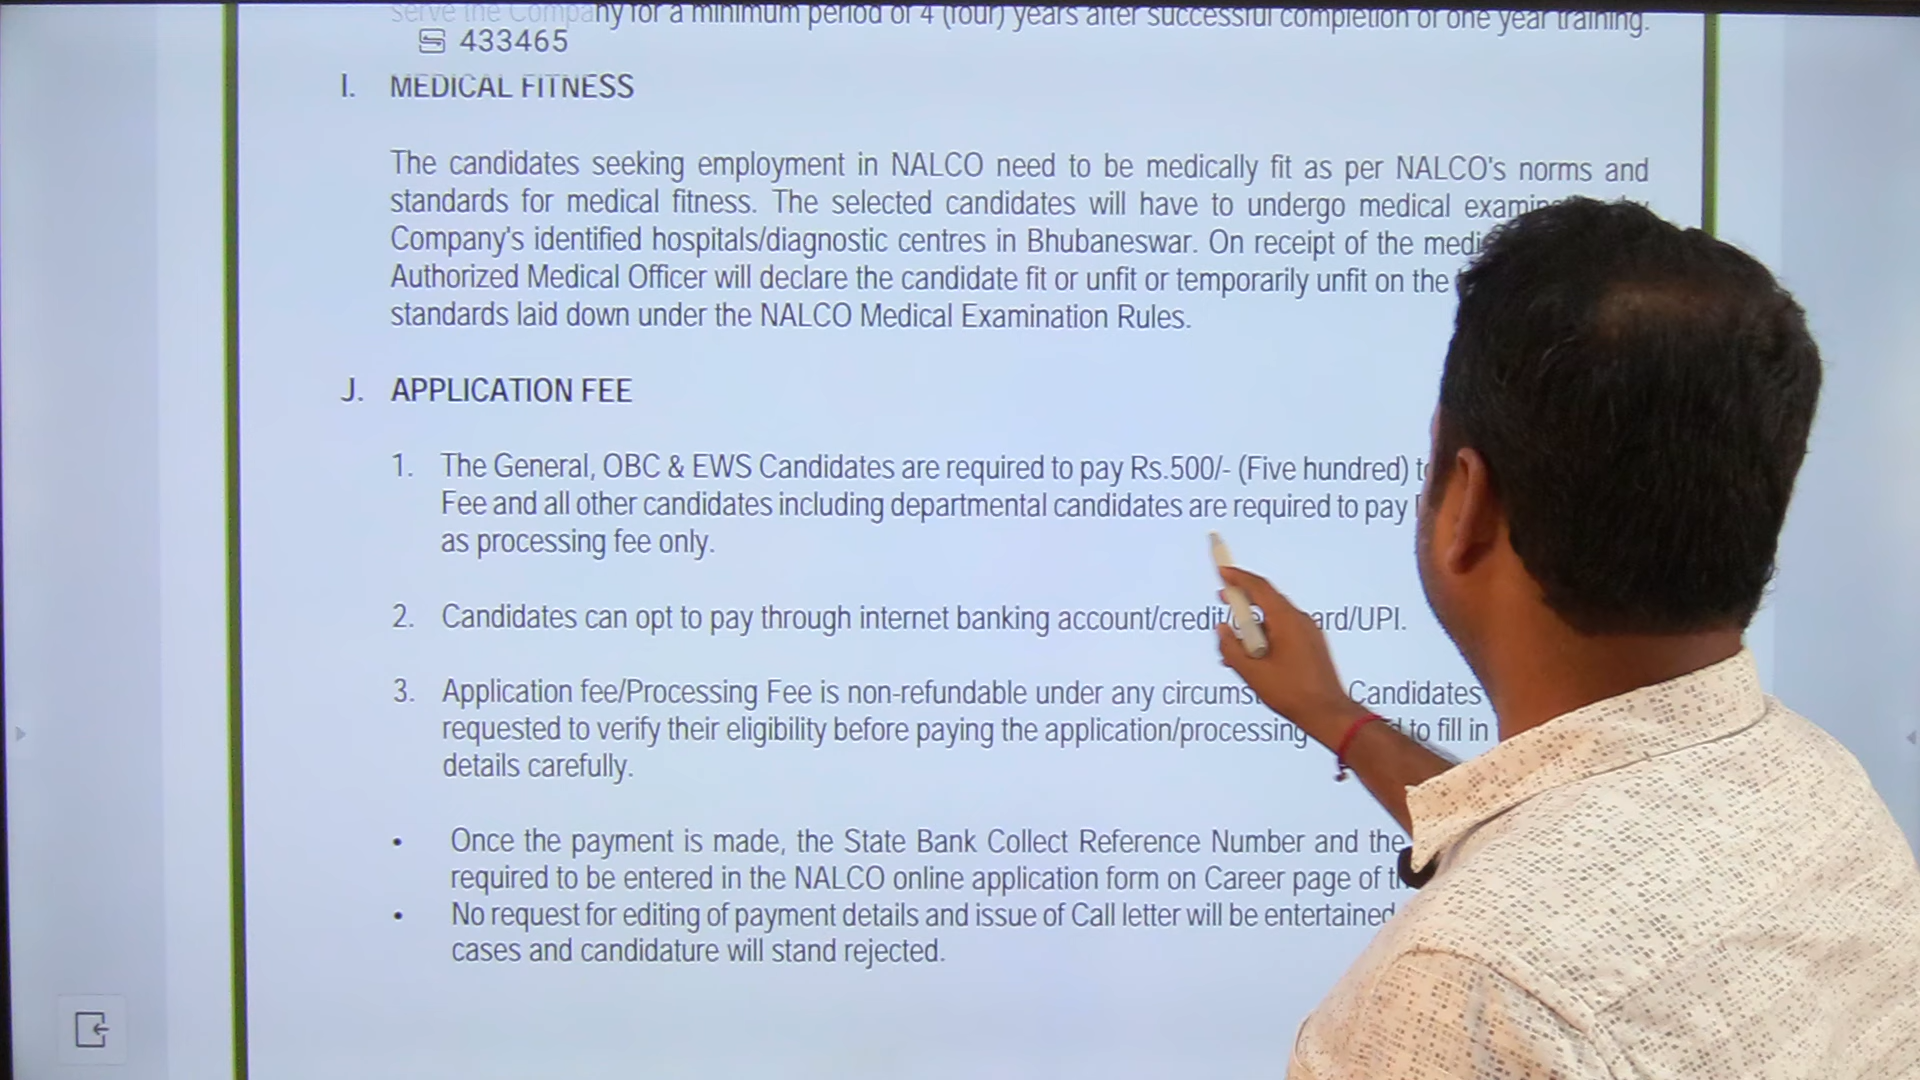 serve the Company for a minimum period of 4 (four) years after successful completion of one year training.
433465
I. MEDICAL FITNESS
The candidates seeking employment in NALCO need to be medically fit as per NALCO's norms and
standards for medical fitness. The selected candidates will have to undergo medical
Company's identified hospitals/diagnostic centres in Bhubaneswar. On receipt of the
Authorized Medical Officer will declare the candidate fit or unfit or temporarily unfit on the
standards laid down under the NALCO Medical Examination Rules.
J. APPLICATION FEE
1. The General, OBC & EWS Candidates are required to pay Rs.500/- (Five hundred)
Fee and all other candidates including departmental candidates are required to pay
as processing fee only.
2. Candidates can opt to pay through internet banking account/credit/ /UPI.
3. Application fee/Processing Fee is non-refundable under any Candidates
requested to verify their eligibility before paying the application/processing to fill in
details carefully.
• Once the payment is made, the State Bank Collect Reference Number and the
required to be entered in the NALCO online application form on Career page of
• No request for editing of payment details and issue of Call letter will be entertained
cases and candidature will stand rejected.